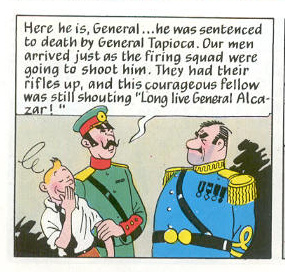 Here he is, General...he was sentenced
to death by General Tapioca. Our men
arrived just as the firing squad were
going to shoot him. They had their
rifles up, and this courageous fellow
was still shouting "Long live General Alca-
zar!"